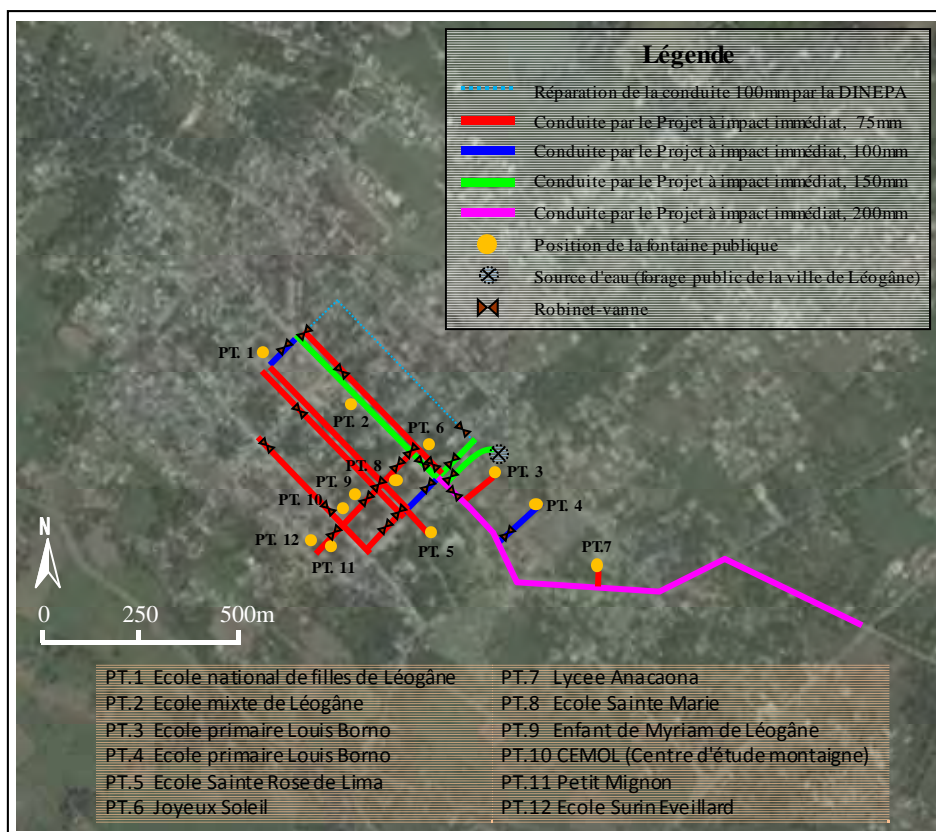 Légende
Réparation de la conduite 100mm par la DINEPA
Conduite par le Projet à impact immédiat, 75mm
Conduite par le Projet à impact immédiat, 100mm
Conduite par le Projet à impact immédiat, 150mm
Conduite par le Projet à impact immédiat, 200mm
Position de la fontaine publique
Source d'eau (forage public de la ville de Léogâne)
Robinet-vanne
PT. 1
PT. 2
PT. 6
PT. 8
PT. 3
PT. 9
PT. 10
PT. 4
PT. 12
PT. 5
PT.7
PT. 11
N
0 250 500m
PT.1 Ecole national de filles de Léogâne
PT.2 Ecole mixte de Léogâne
PT.3 Ecole primaire Louis Borno
PT.4 Ecole primaire Louis Borno
PT.5 Ecole Sainte Rose de Lima
PT.6 Joyeux Soleil
PT.7 Lycee Anacaona
PT.8 Ecole Sainte Marie
PT.9 Enfant de Myriam de Léogâne
PT.10 CEMOL (Centre d'étude montaigne)
PT.11 Petit Mignon
PT.12 Ecole Surin Eveillard